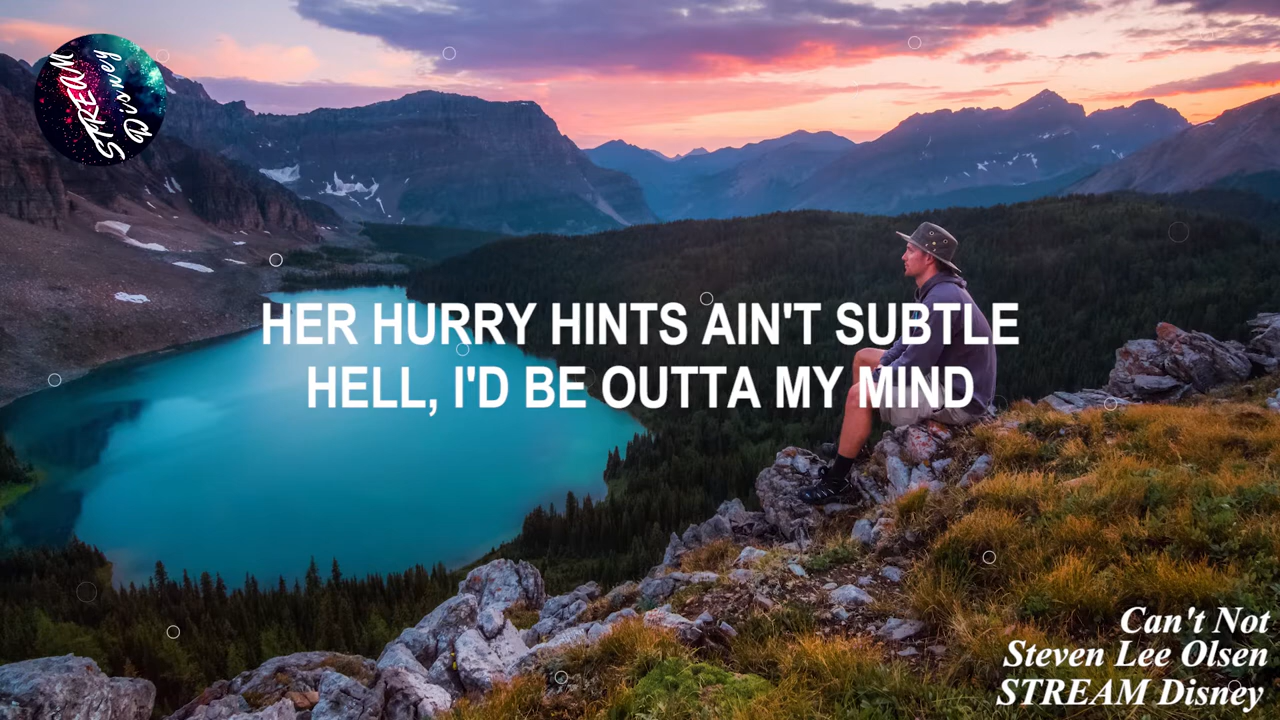 STREAM
Disney
HER HURRY HINTS AIN'T SUBTLE
HELL, I'D BE OUTTA MY MIND
Can't Not
Steven Lee Olsen
STREAM Disney